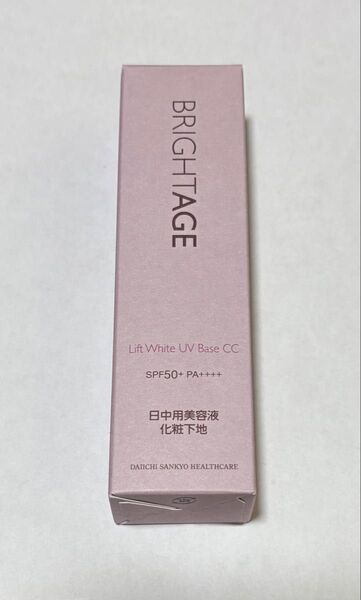 BRIGHTAGE
Lift White UV Base CC
SPF50+ PA++++
日中用美容液
化粧下地
DAIICHI SANKYO HEALTHCARE